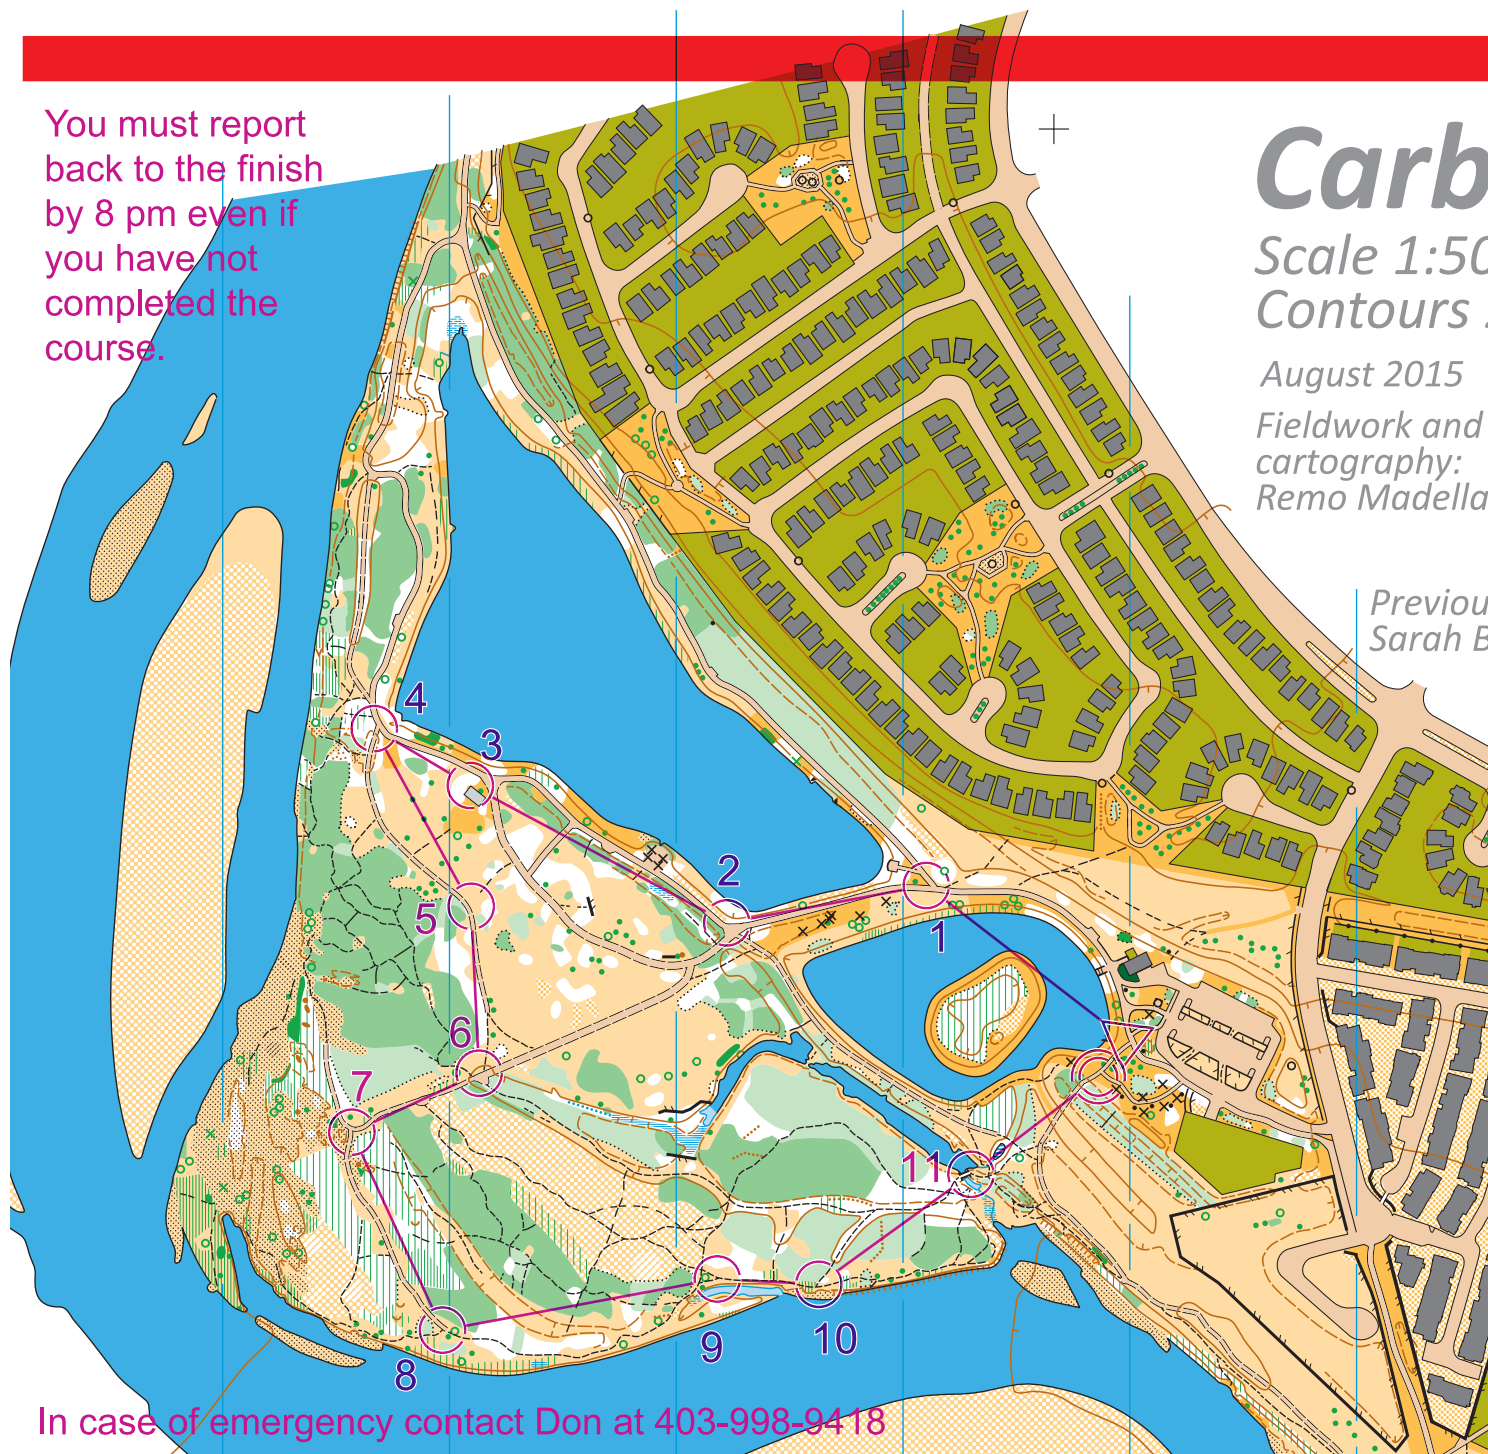 You must report
back to the finish
by 8 pm even if
you have not
completed the
course.
Carb
Scale 1:50
Contours
August 2015
Fieldwork and
cartography:
Remo Madella
Previou
Sarah B
4
3
2
1
5
6
7
11
9
10
8
In case of emergency contact Don at 403-998-9418